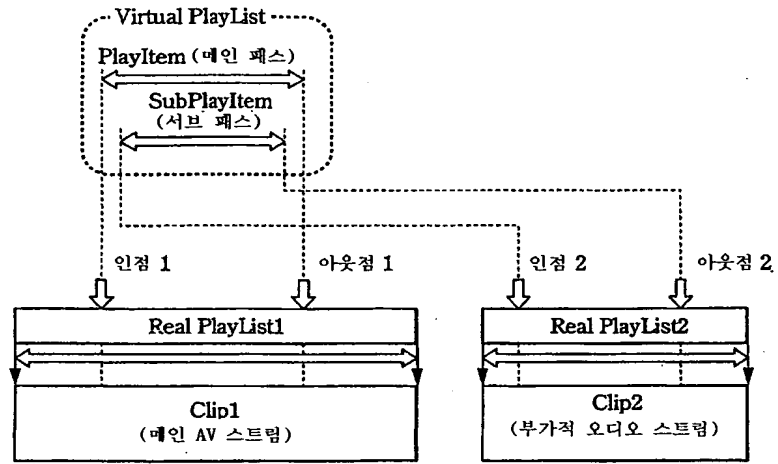 Virtual PlayList
PlayItem (메인 패스)
SubPlayItem
(서브 패스)
인점 1
아웃점 1
인점 2
아웃점 2
Real PlayList1
Real PlayList2
Clip1
(메인 AV 스트림)
Clip2
(부가적 오디오 스트림)